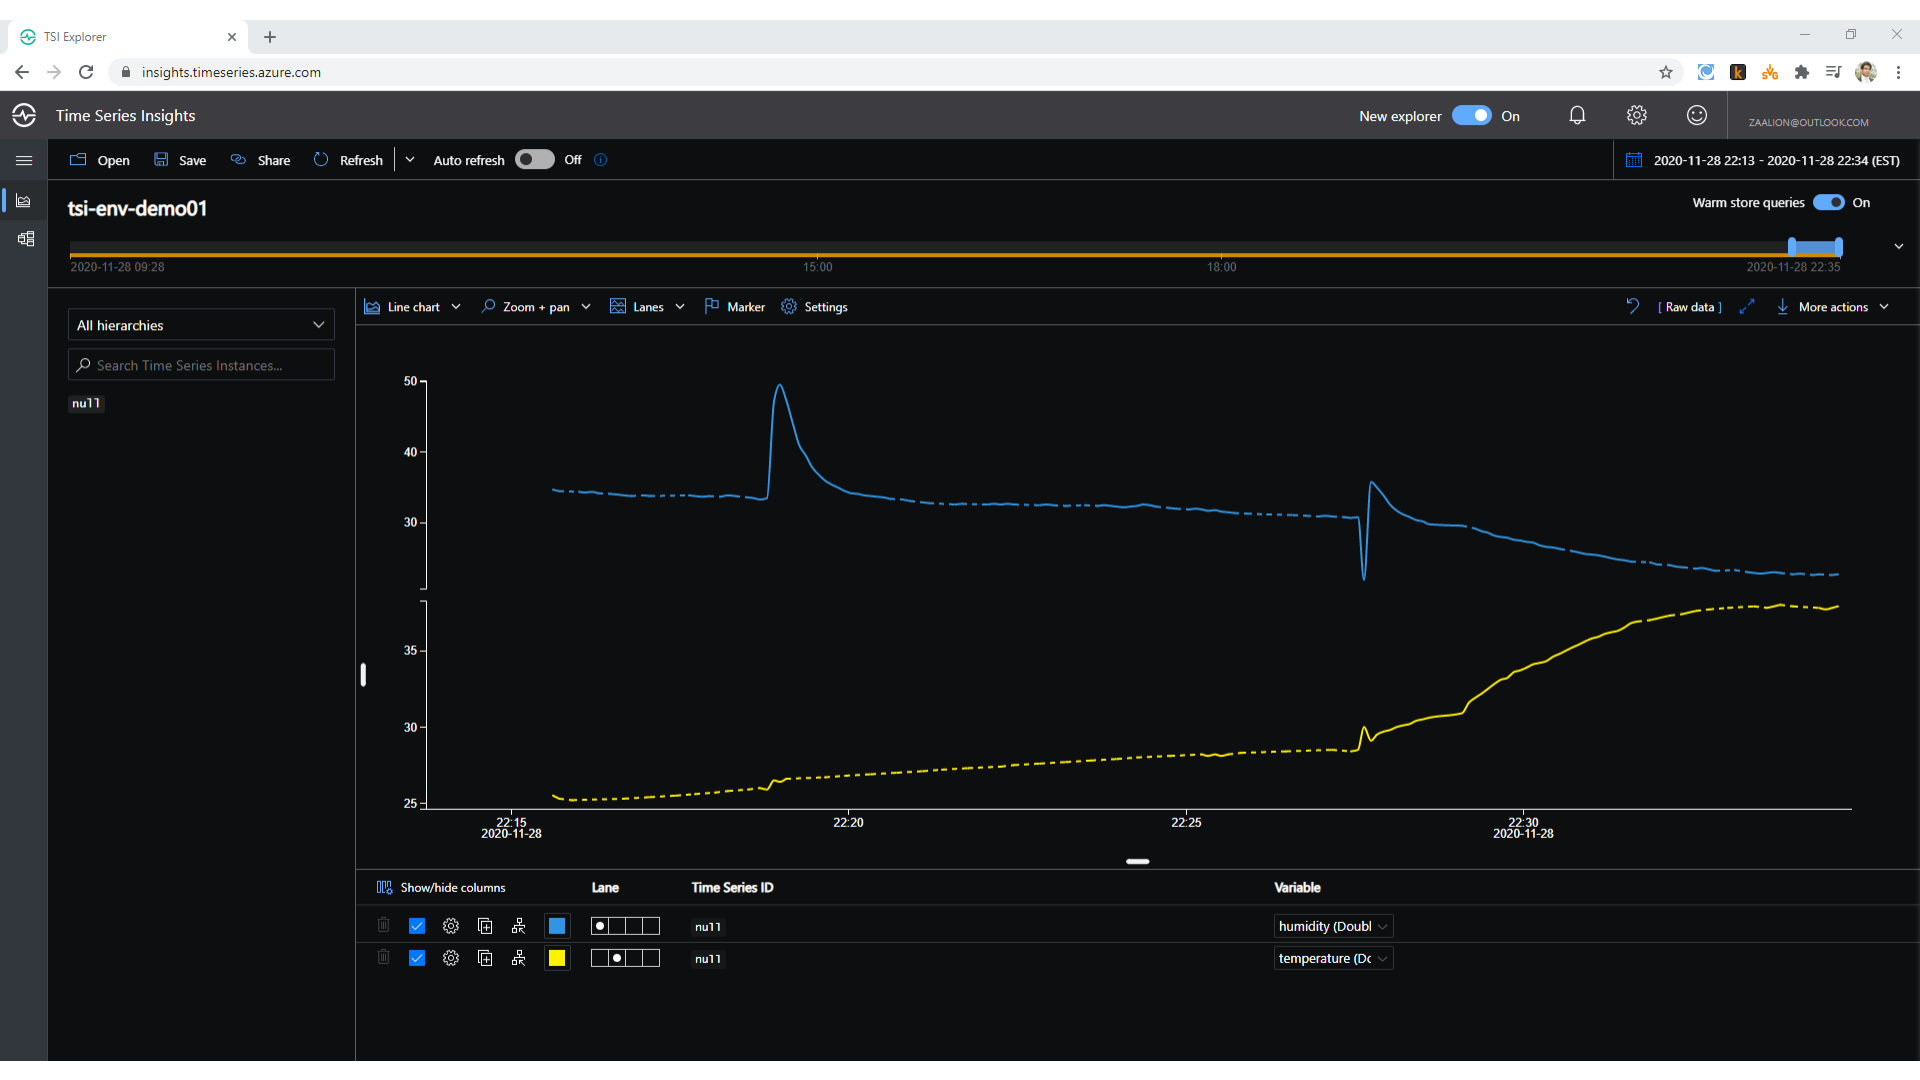 TSI Explorer
insights.timeseries.azure.com
Time Series Insights
New explorer On
ZAALION@OUTLOOK.COM
Open Save Share Refresh Auto refresh Off
2020-11-28 22:13 - 2020-11-28 22:34 (EST)
tsi-env-demo01
Warm store queries On
2020-11-28 09:28 15:00 18:00 2020-11-28 22:35
All hierarchies
Search Time Series Instances...
null
Line chart Zoom + pan Lanes Marker Settings
[ Raw data ] More actions
50
40
30
35
30
25
22:15 22:20 22:25 22:30
2020-11-28 2020-11-28
Show/hide columns Lane Time Series ID Variable
null humidity (Doubl
null temperature (Dc